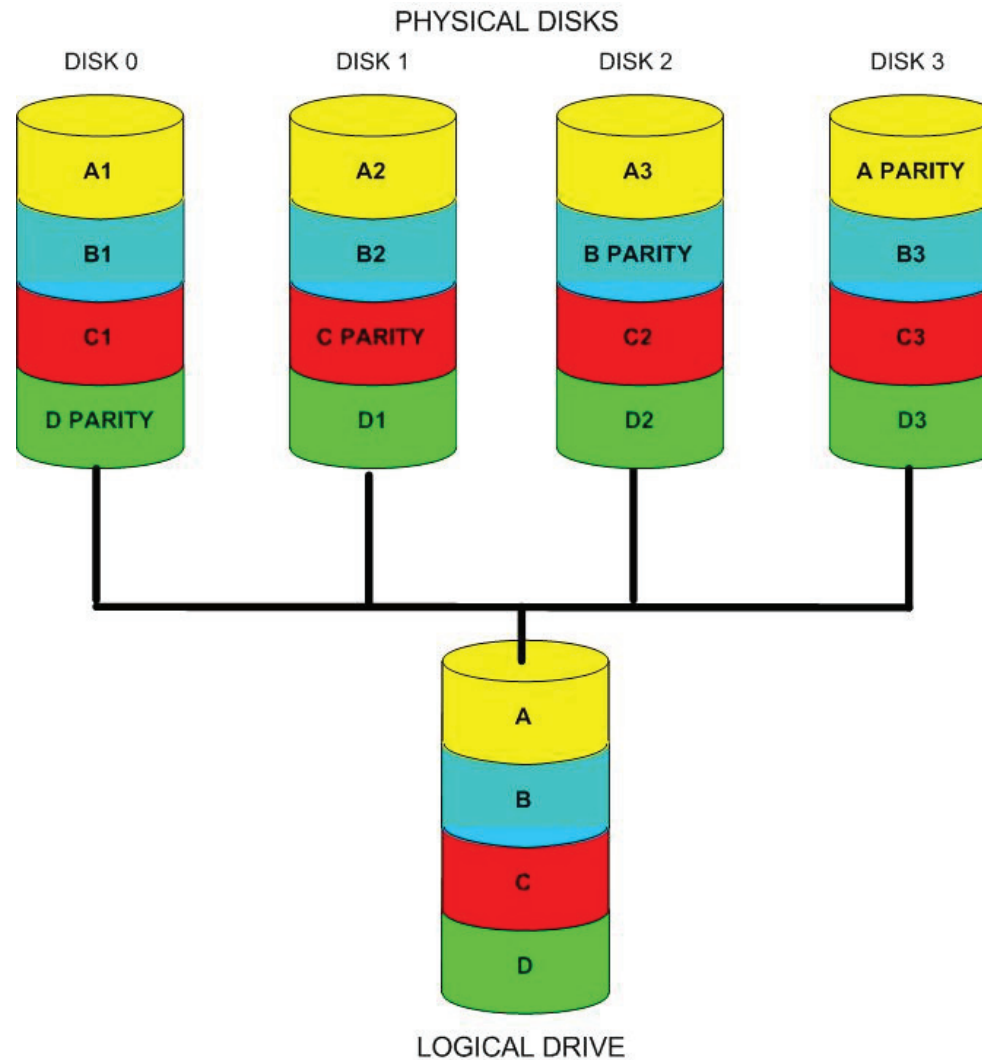 PHYSICAL DISKS
DISK 0 DISK 1 DISK 2 DISK 3
A1 A2 A3 A PARITY
B1 B2 B PARITY B3
C1 C PARITY C2 C3
D PARITY D1 D2 D3
A
B
C
D
LOGICAL DRIVE